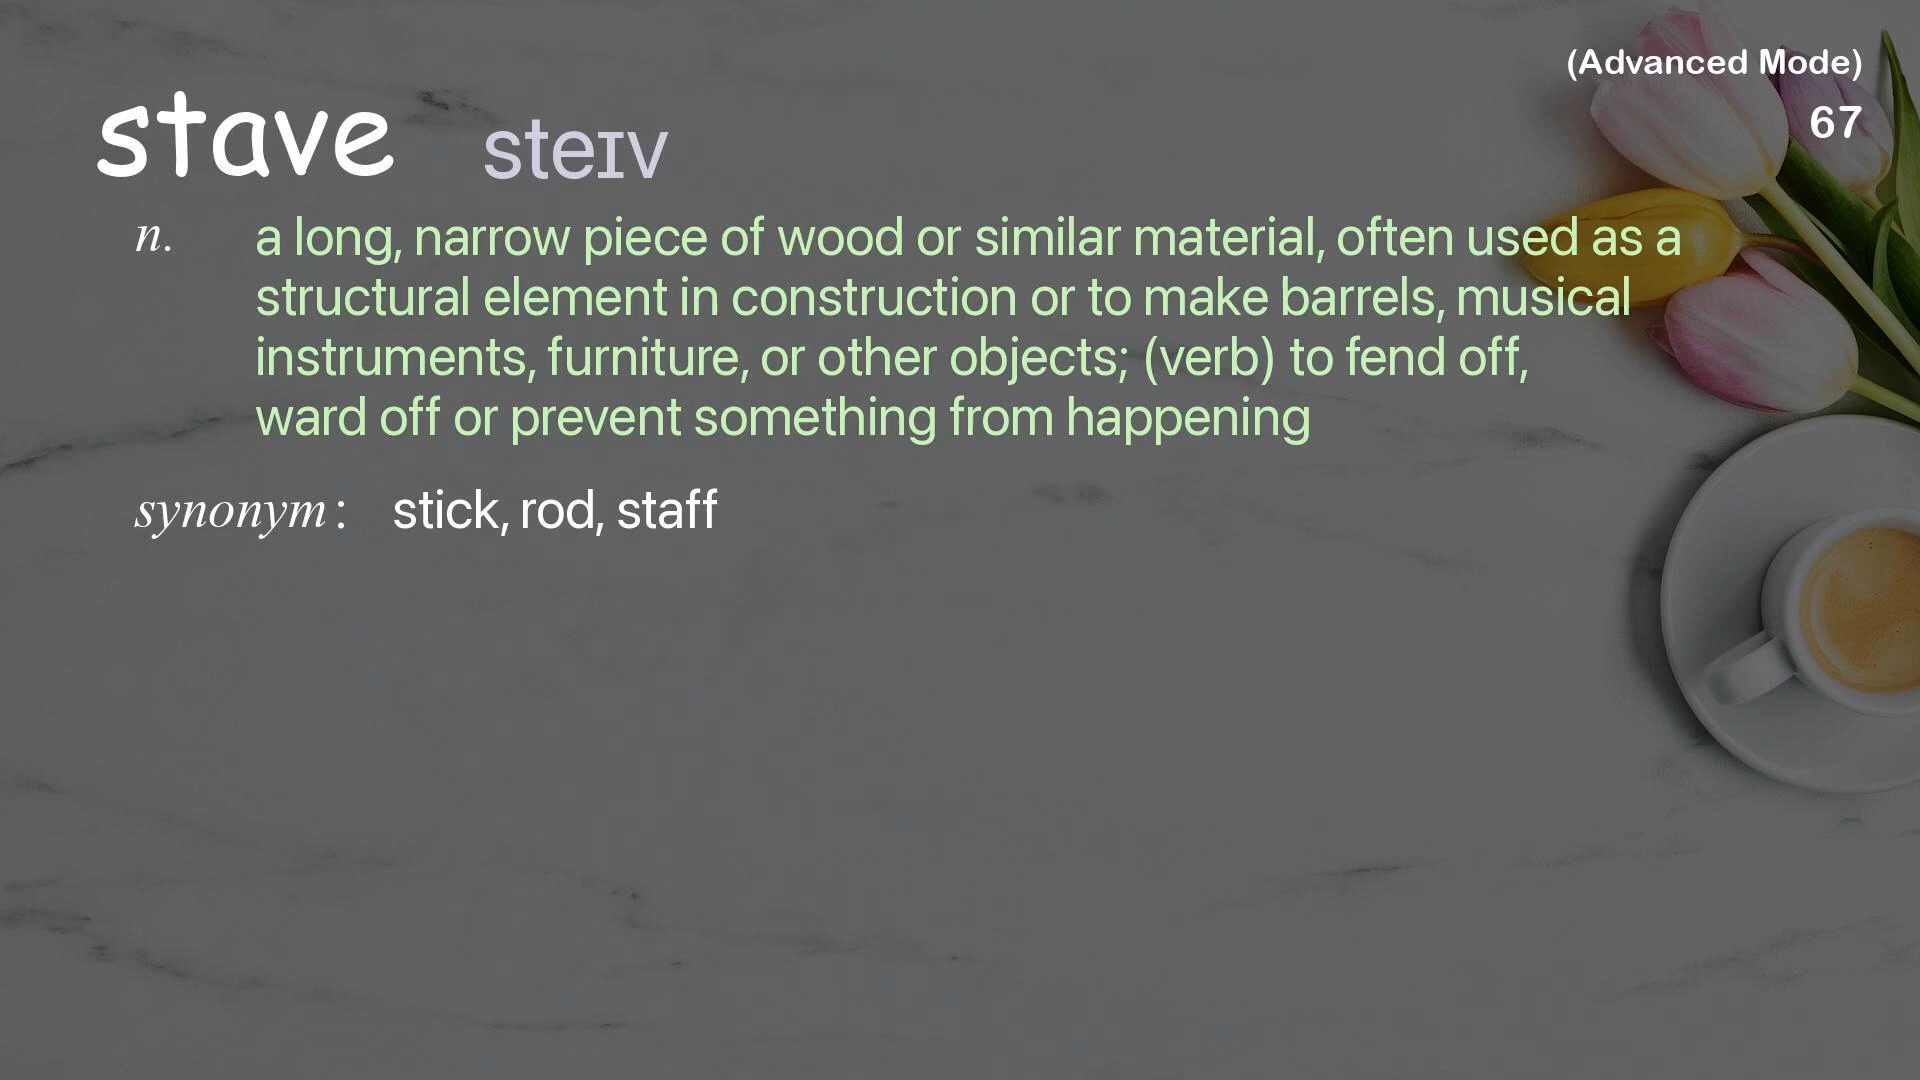 (Advanced Mode)
stave steɪv
67
n. a long, narrow piece of wood or similar material, often used as a
structural element in construction or to make barrels, musical
instruments, furniture, or other objects; (verb) to fend off,
ward off or prevent something from happening
synonym: stick, rod, staff